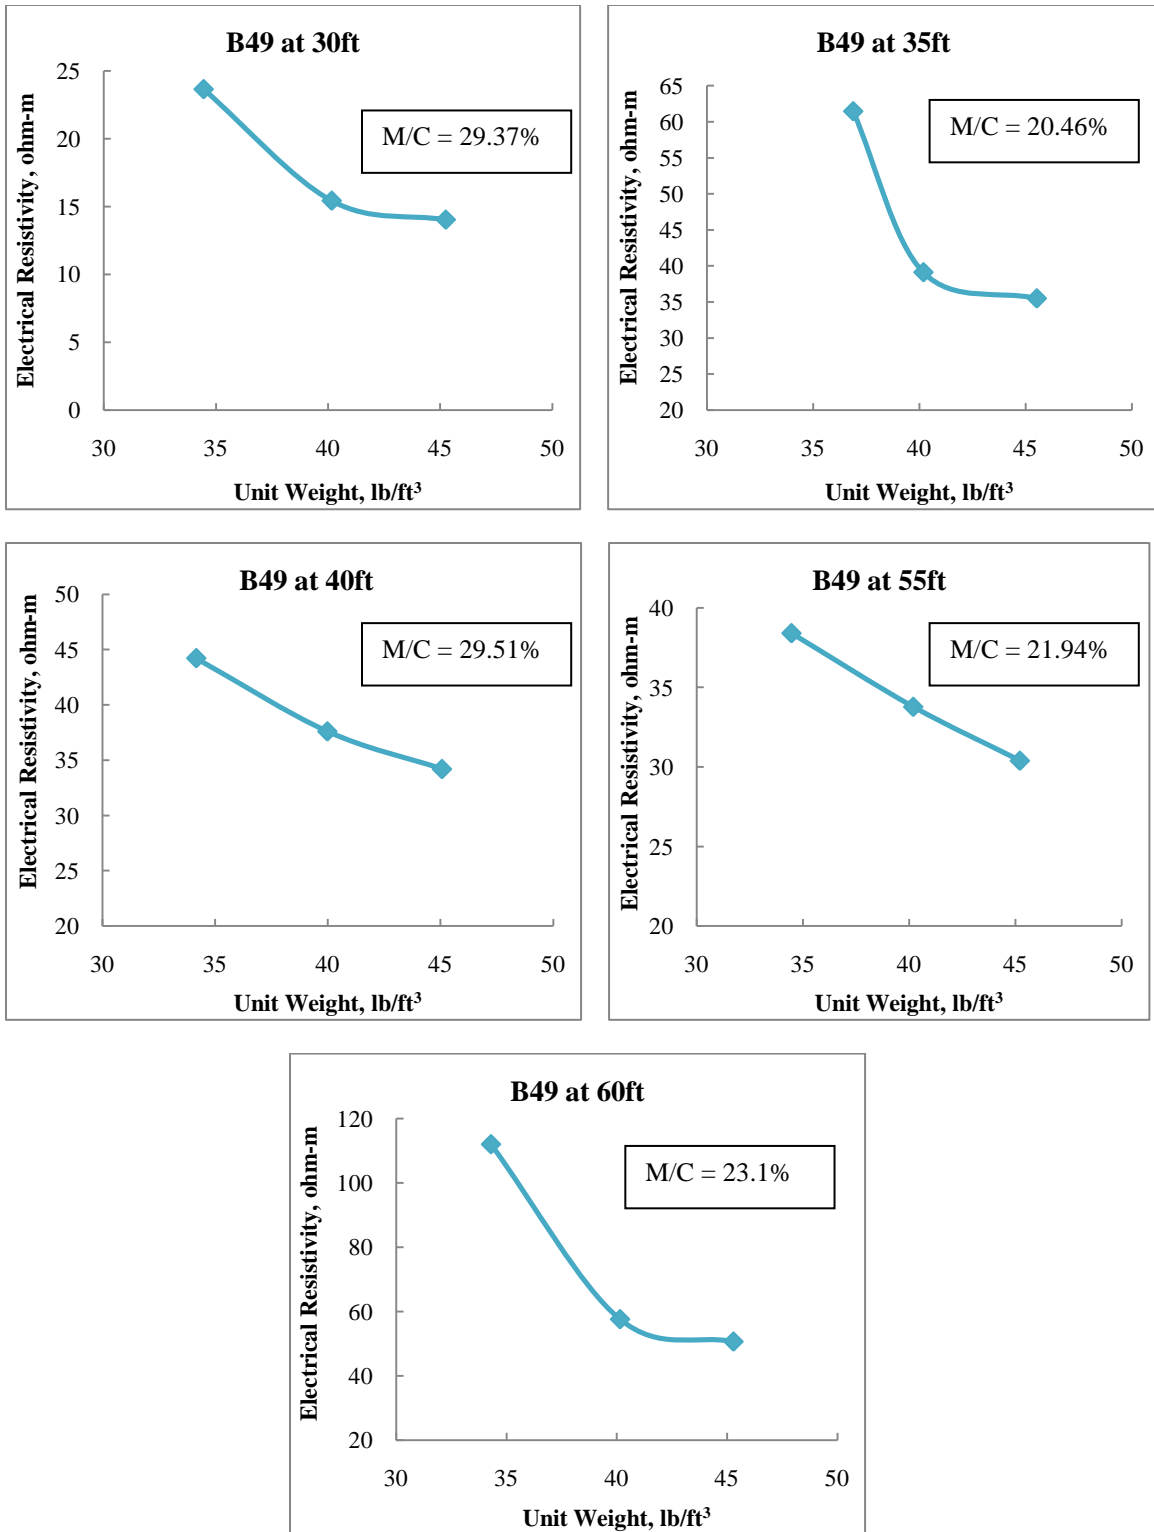 B49 at 30ft
Electrical Resistivity, ohm-m
25
20
15
10
5
0
M/C = 29.37%
30 35 40 45 50
Unit Weight, lb/ft³
B49 at 35ft
Electrical Resistivity, ohm-m
65
60
55
50
45
40
35
30
25
20
M/C = 20.46%
30 35 40 45 50
Unit Weight, lb/ft³
B49 at 40ft
Electrical Resistivity, ohm-m
50
45
40
35
30
25
20
M/C = 29.51%
30 35 40 45 50
Unit Weight, lb/ft³
B49 at 55ft
Electrical Resistivity, ohm-m
40
35
30
25
20
M/C = 21.94%
30 35 40 45 50
Unit Weight, lb/ft³
B49 at 60ft
Electrical Resistivity, ohm-m
120
100
80
60
40
20
M/C = 23.1%
30 35 40 45 50
Unit Weight, lb/ft³